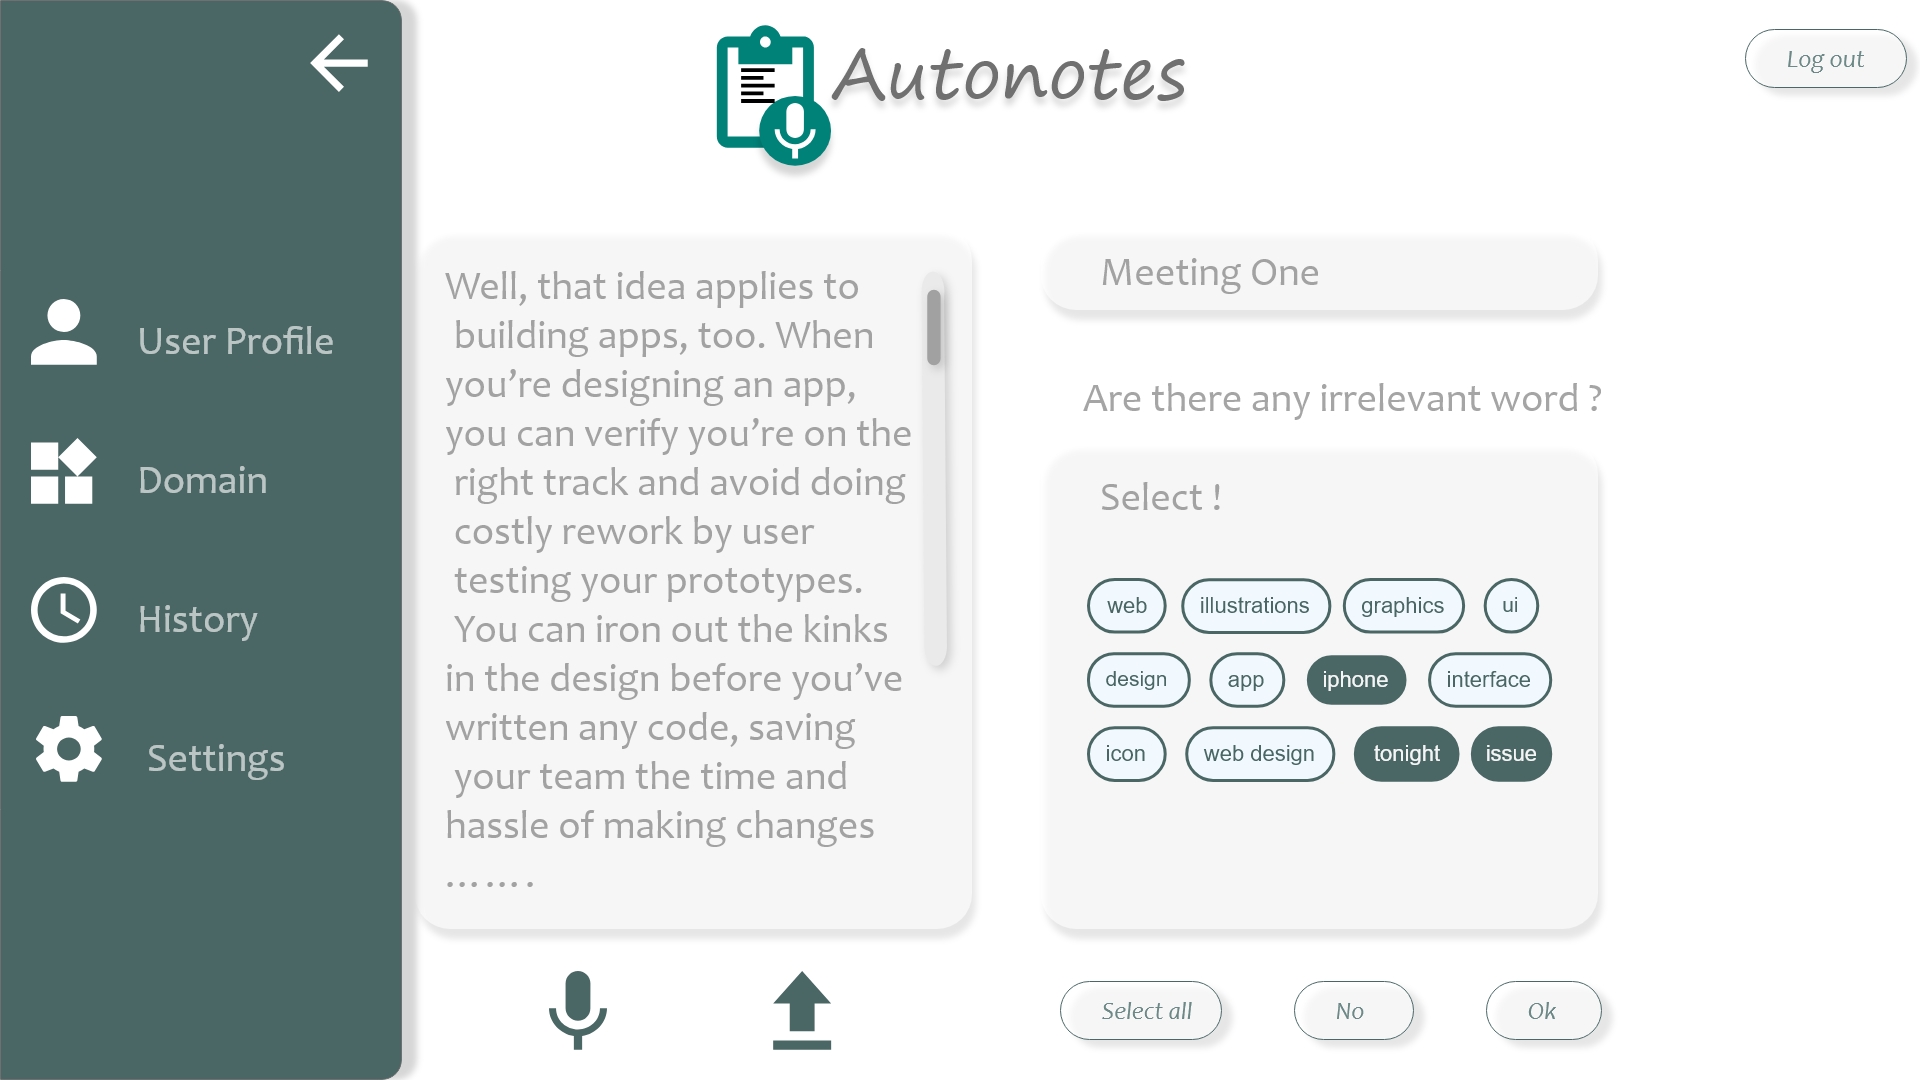 Autonotes
Log out
User Profile
Domain
History
Settings
Well, that idea applies to
building apps, too. When
you’re designing an app,
you can verify you’re on the
right track and avoid doing
costly rework by user
testing your prototypes.
You can iron out the kinks
in the design before you’ve
written any code, saving
your team the time and
hassle of making changes
…….
Meeting One
Are there any irrelevant word ?
Select !
web illustrations graphics ui
design app iphone interface
icon web design tonight issue
Select all No Ok